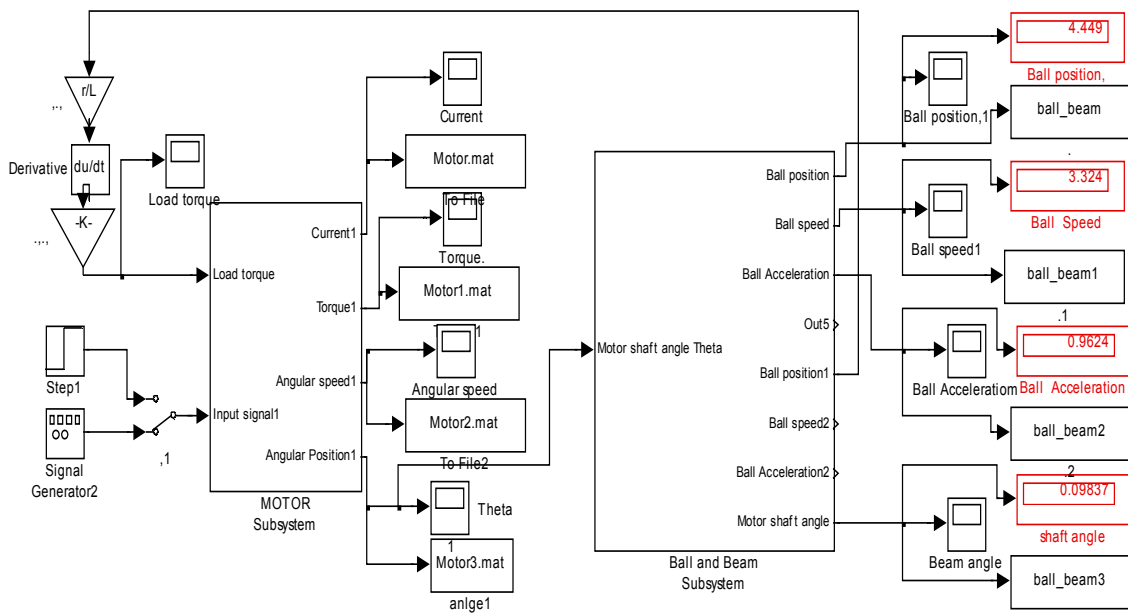 r/L
,.,
Derivative
du/dt
-K-
.,.,
Load torque
Step1
Signal
Generator2
,1
Load torque
Input signal1
Current1
Torque1
Angular speed1
Angular Position1
MOTOR
Subsystem
Current
Motor.mat
To File
Torque.
Motor1.mat
1
Angular speed
Motor2.mat
To File2
Theta
1
Motor3.mat
anlge1
Motor shaft angle Theta
Ball position
Ball speed
Ball Acceleration
Out5
Ball position1
Ball speed2
Ball Acceleration2
Motor shaft angle
Ball and Beam
Subsystem
Ball position,1
4.449
Ball position,
ball_beam
.
Ball speed1
3.324
Ball Speed
ball_beam1
.1
Ball Acceleratiom
0.9624
Ball Acceleration
ball_beam2
.2
Beam angle
0.09837
shaft angle
ball_beam3